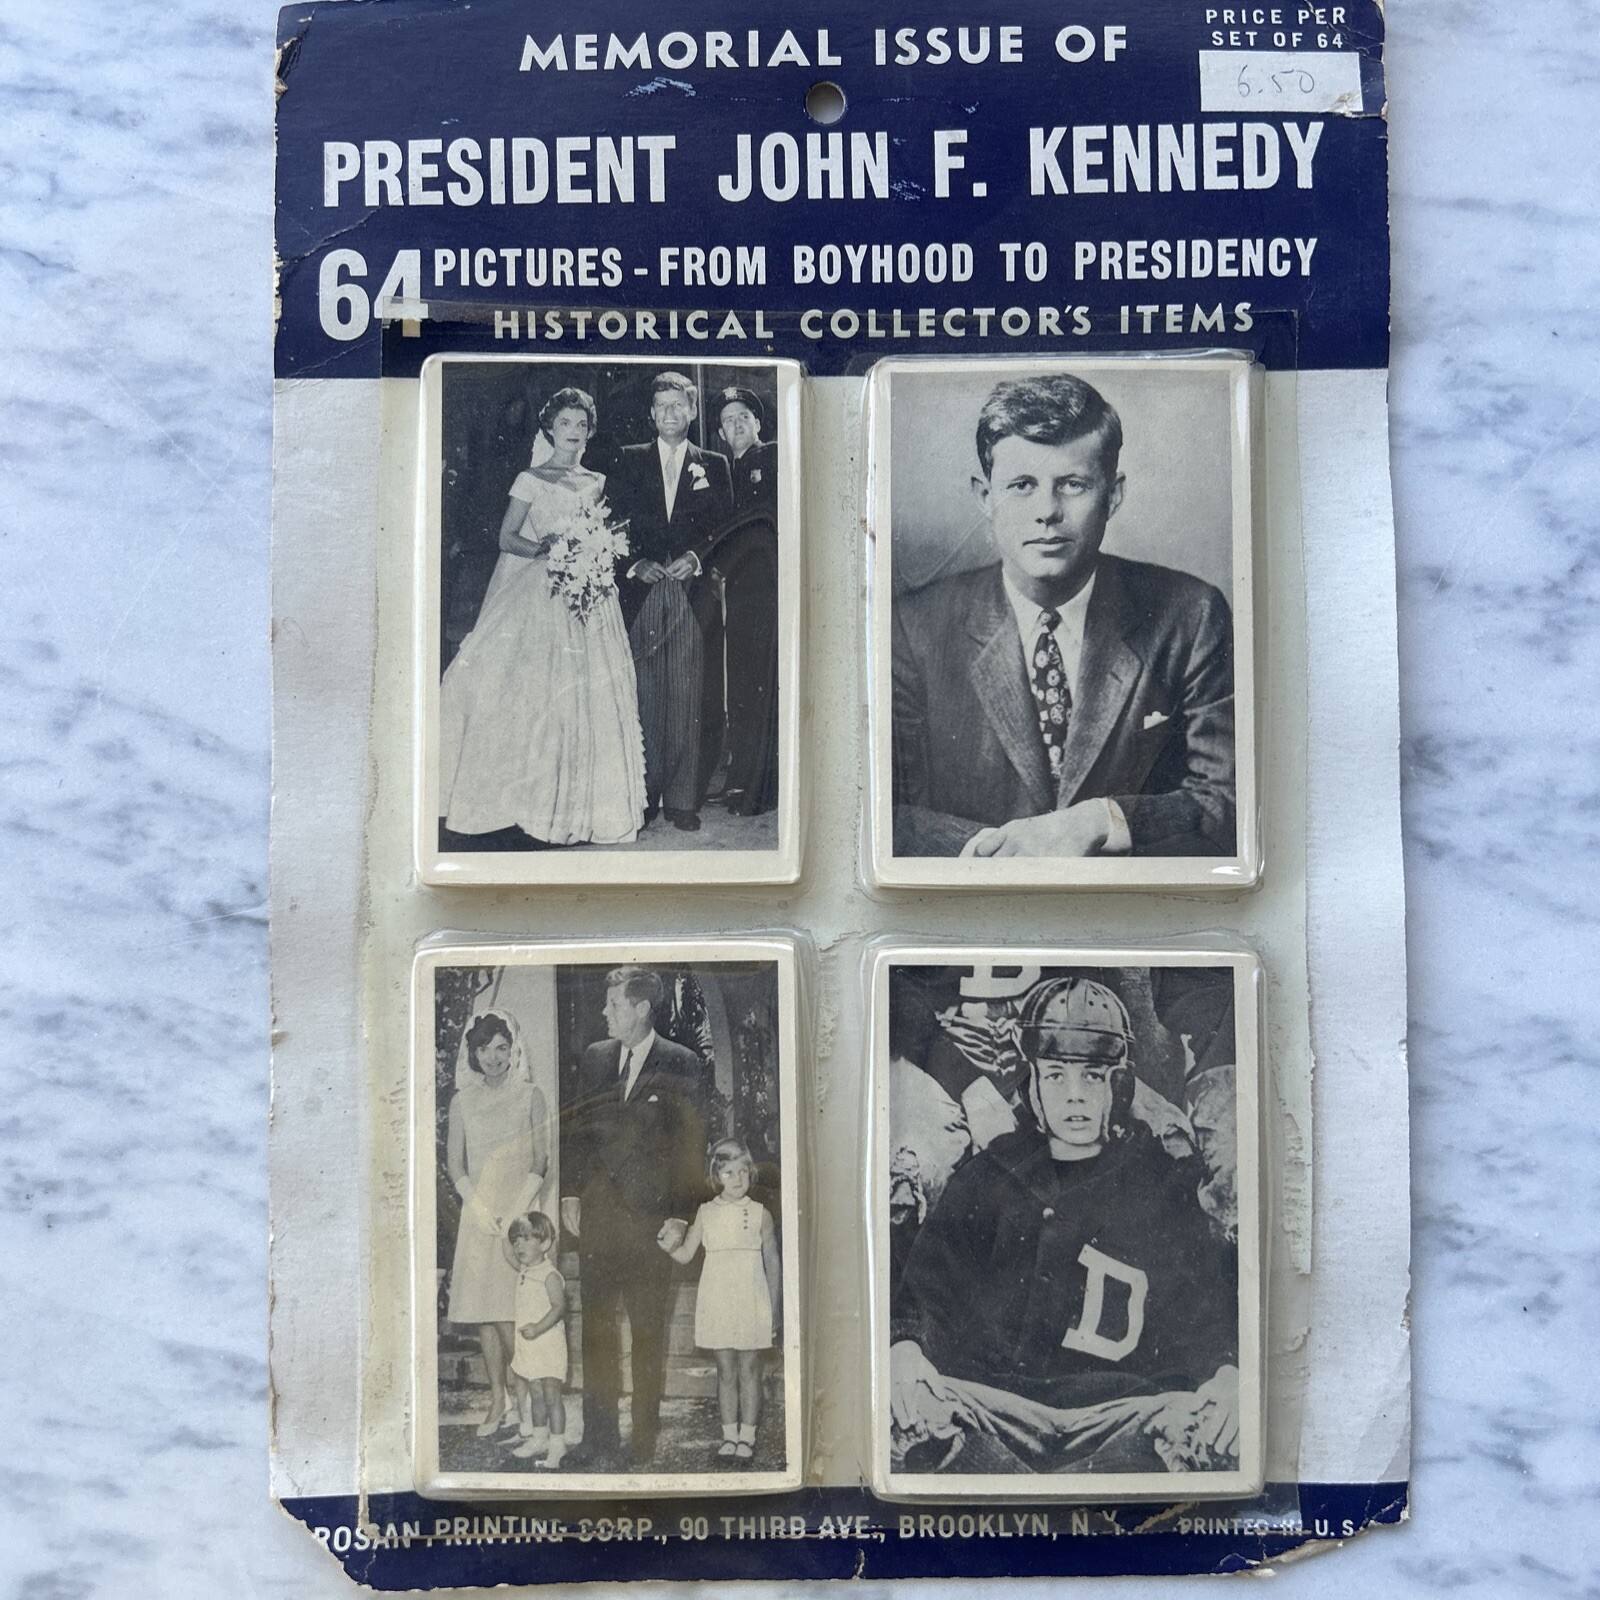 MEMORIAL ISSUE OF
PRICE PER
SET OF 64
6.50
PRESIDENT JOHN F. KENNEDY
64 PICTURES - FROM BOYHOOD TO PRESIDENCY
HISTORICAL COLLECTOR'S ITEMS
D
D
ROSAN PRINTING CORP., 90 THIRD AVE., BROOKLYN, N.Y. PRINTED IN U.S.